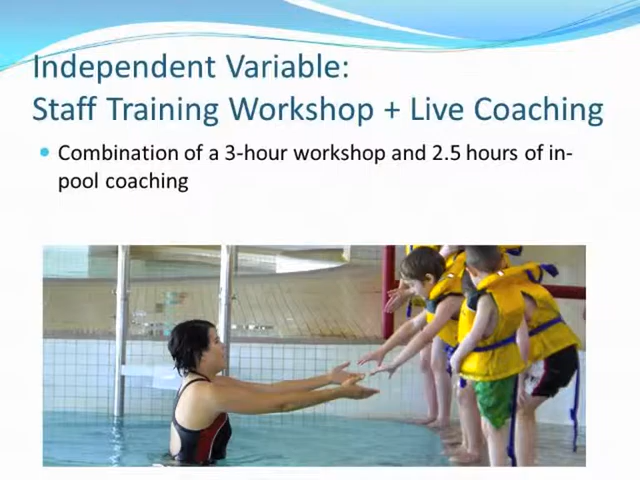 Independent Variable:
Staff Training Workshop + Live Coaching
Combination of a 3-hour workshop and 2.5 hours of in-
pool coaching